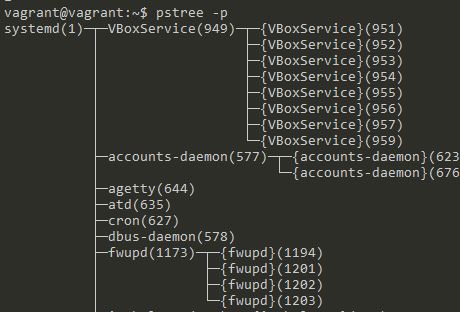 vagrant@vagrant:~$ pstree -p
systemd(1)─┬─VBoxService(949)─┬─{VBoxService}(951)
├─{VBoxService}(952)
├─{VBoxService}(953)
├─{VBoxService}(954)
├─{VBoxService}(955)
├─{VBoxService}(956)
├─{VBoxService}(957)
└─{VBoxService}(959)
├─accounts-daemon(577)─┬─{accounts-daemon}(623
└─{accounts-daemon}(676
├─agetty(644)
├─atd(635)
├─cron(627)
├─dbus-daemon(578)
├─fwupd(1173)─┬─{fwupd}(1194)
├─{fwupd}(1201)
├─{fwupd}(1202)
└─{fwupd}(1203)